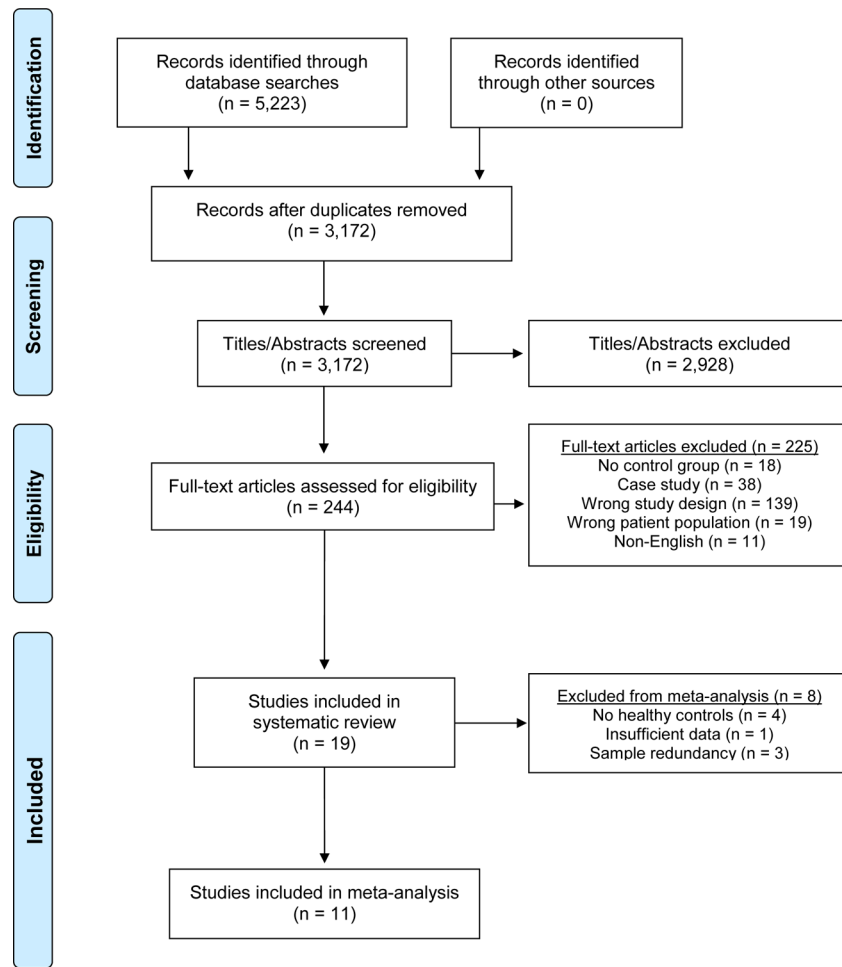 Identification
Records identified through
database searches
(n = 5,223)
Records identified
through other sources
(n = 0)
Records after duplicates removed
(n = 3,172)
Screening
Titles/Abstracts screened
(n = 3,172)
Titles/Abstracts excluded
(n = 2,928)
Eligibility
Full-text articles assessed for eligibility
(n = 244)
Full-text articles excluded (n = 225)
No control group (n = 18)
Case study (n = 38)
Wrong study design (n = 139)
Wrong patient population (n = 19)
Non-English (n = 11)
Included
Studies included in
systematic review
(n = 19)
Excluded from meta-analysis (n = 8)
No healthy controls (n = 4)
Insufficient data (n = 1)
Sample redundancy (n = 3)
Studies included in meta-analysis
(n = 11)